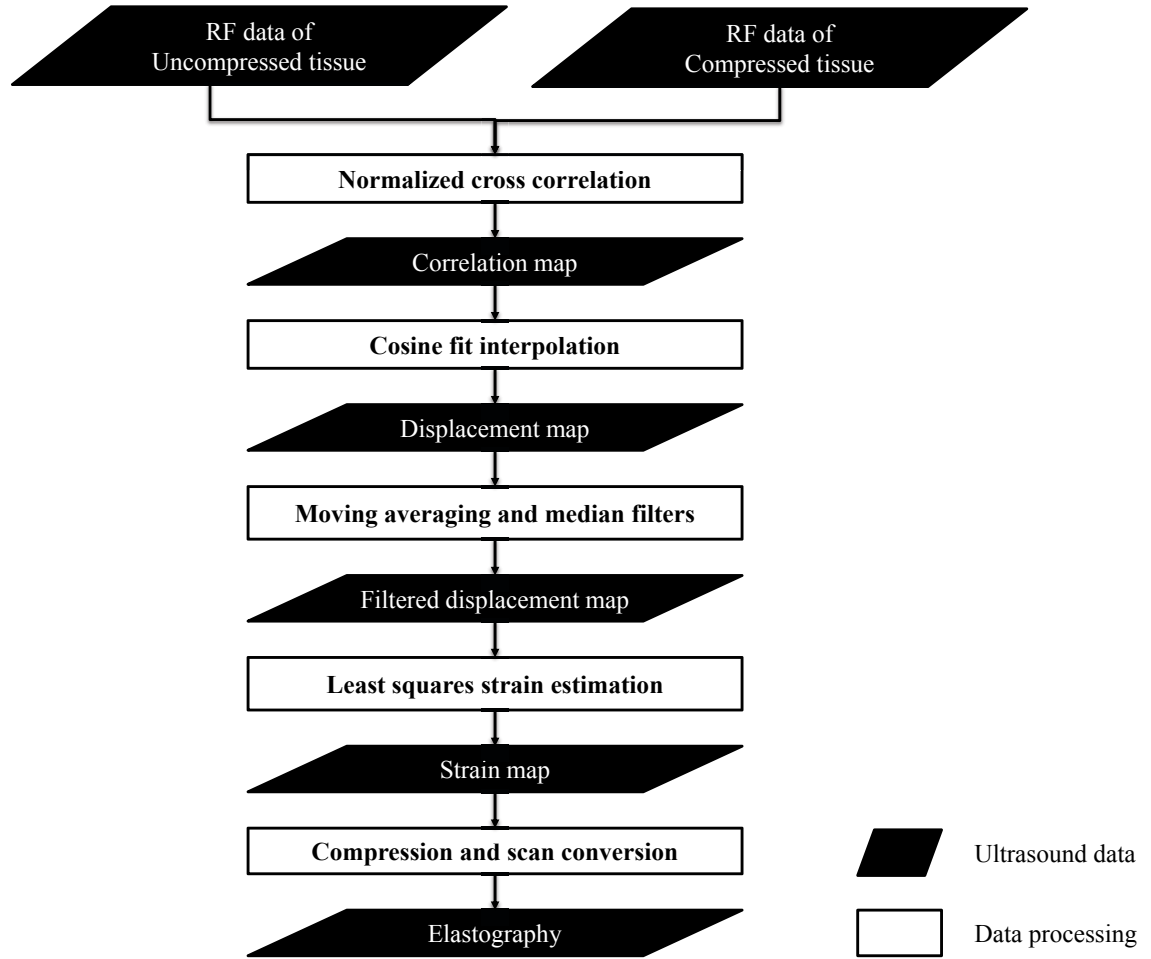 RF data of
Uncompressed tissue
RF data of
Compressed tissue
Normalized cross correlation
Correlation map
Cosine fit interpolation
Displacement map
Moving averaging and median filters
Filtered displacement map
Least squares strain estimation
Strain map
Compression and scan conversion
Elastography
Ultrasound data
Data processing